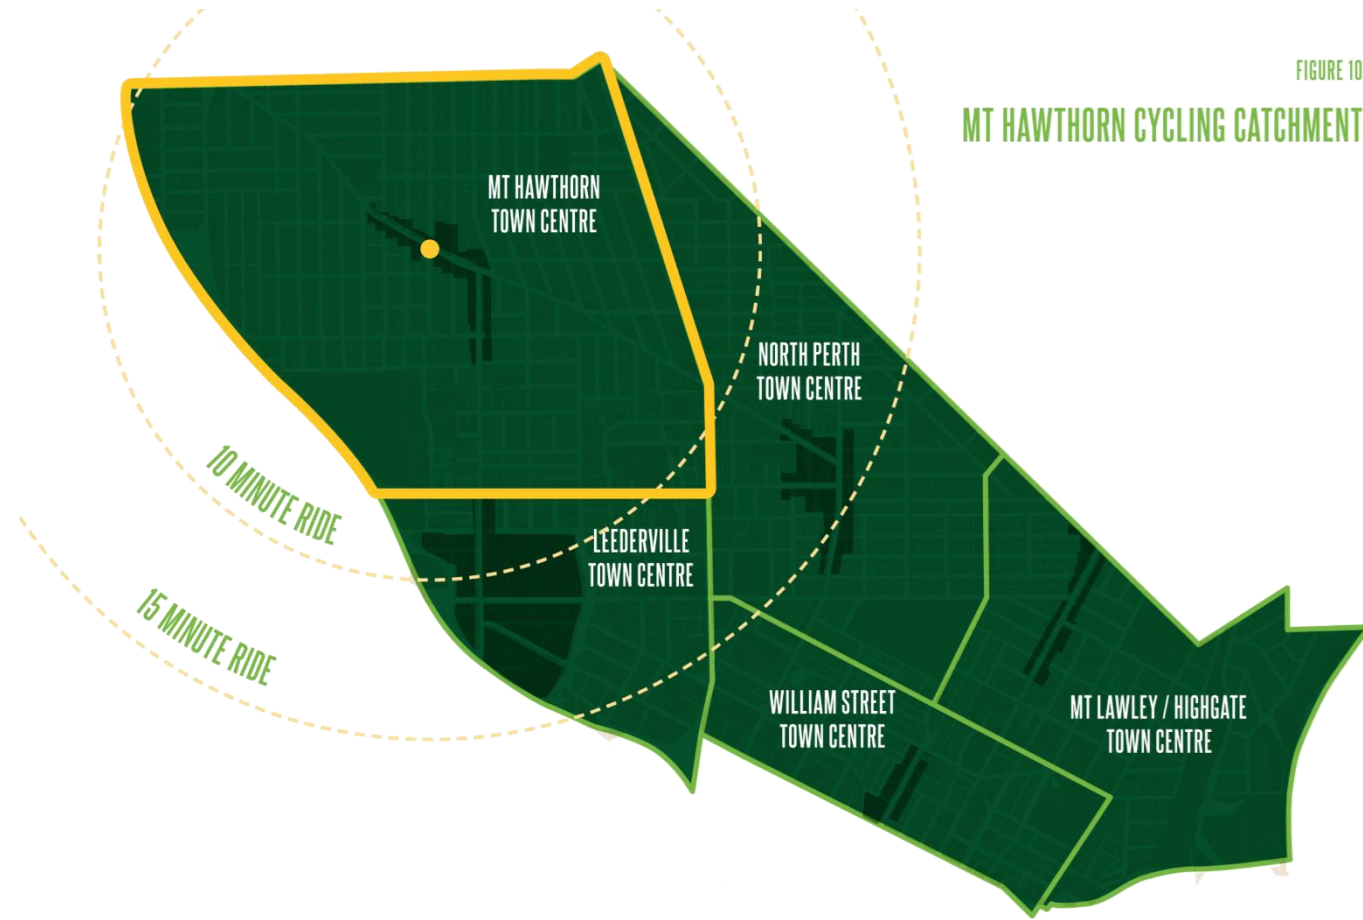 FIGURE 10
MT HAWTHORN CYCLING CATCHMENT
MT HAWTHORN
TOWN CENTRE
NORTH PERTH
TOWN CENTRE
10 MINUTE RIDE
LEEDERVILLE
TOWN CENTRE
15 MINUTE RIDE
WILLIAM STREET
TOWN CENTRE
MT LAWLEY / HIGHGATE
TOWN CENTRE